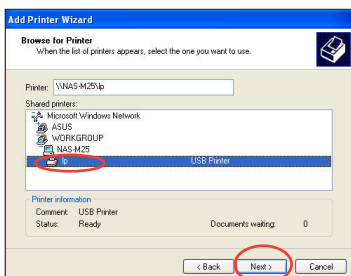 Add Printer Wizard
Browse for Printer
When the list of printers appears, select the one you want to use.
Printer: \\NAS-M25\lp
Shared printers:
Microsoft Windows Network
ASUS
WORKGROUP
NAS-M25
lp USB Printer
Printer information
Comment: USB Printer
Status: Ready Documents waiting: 0
< Back Next > Cancel